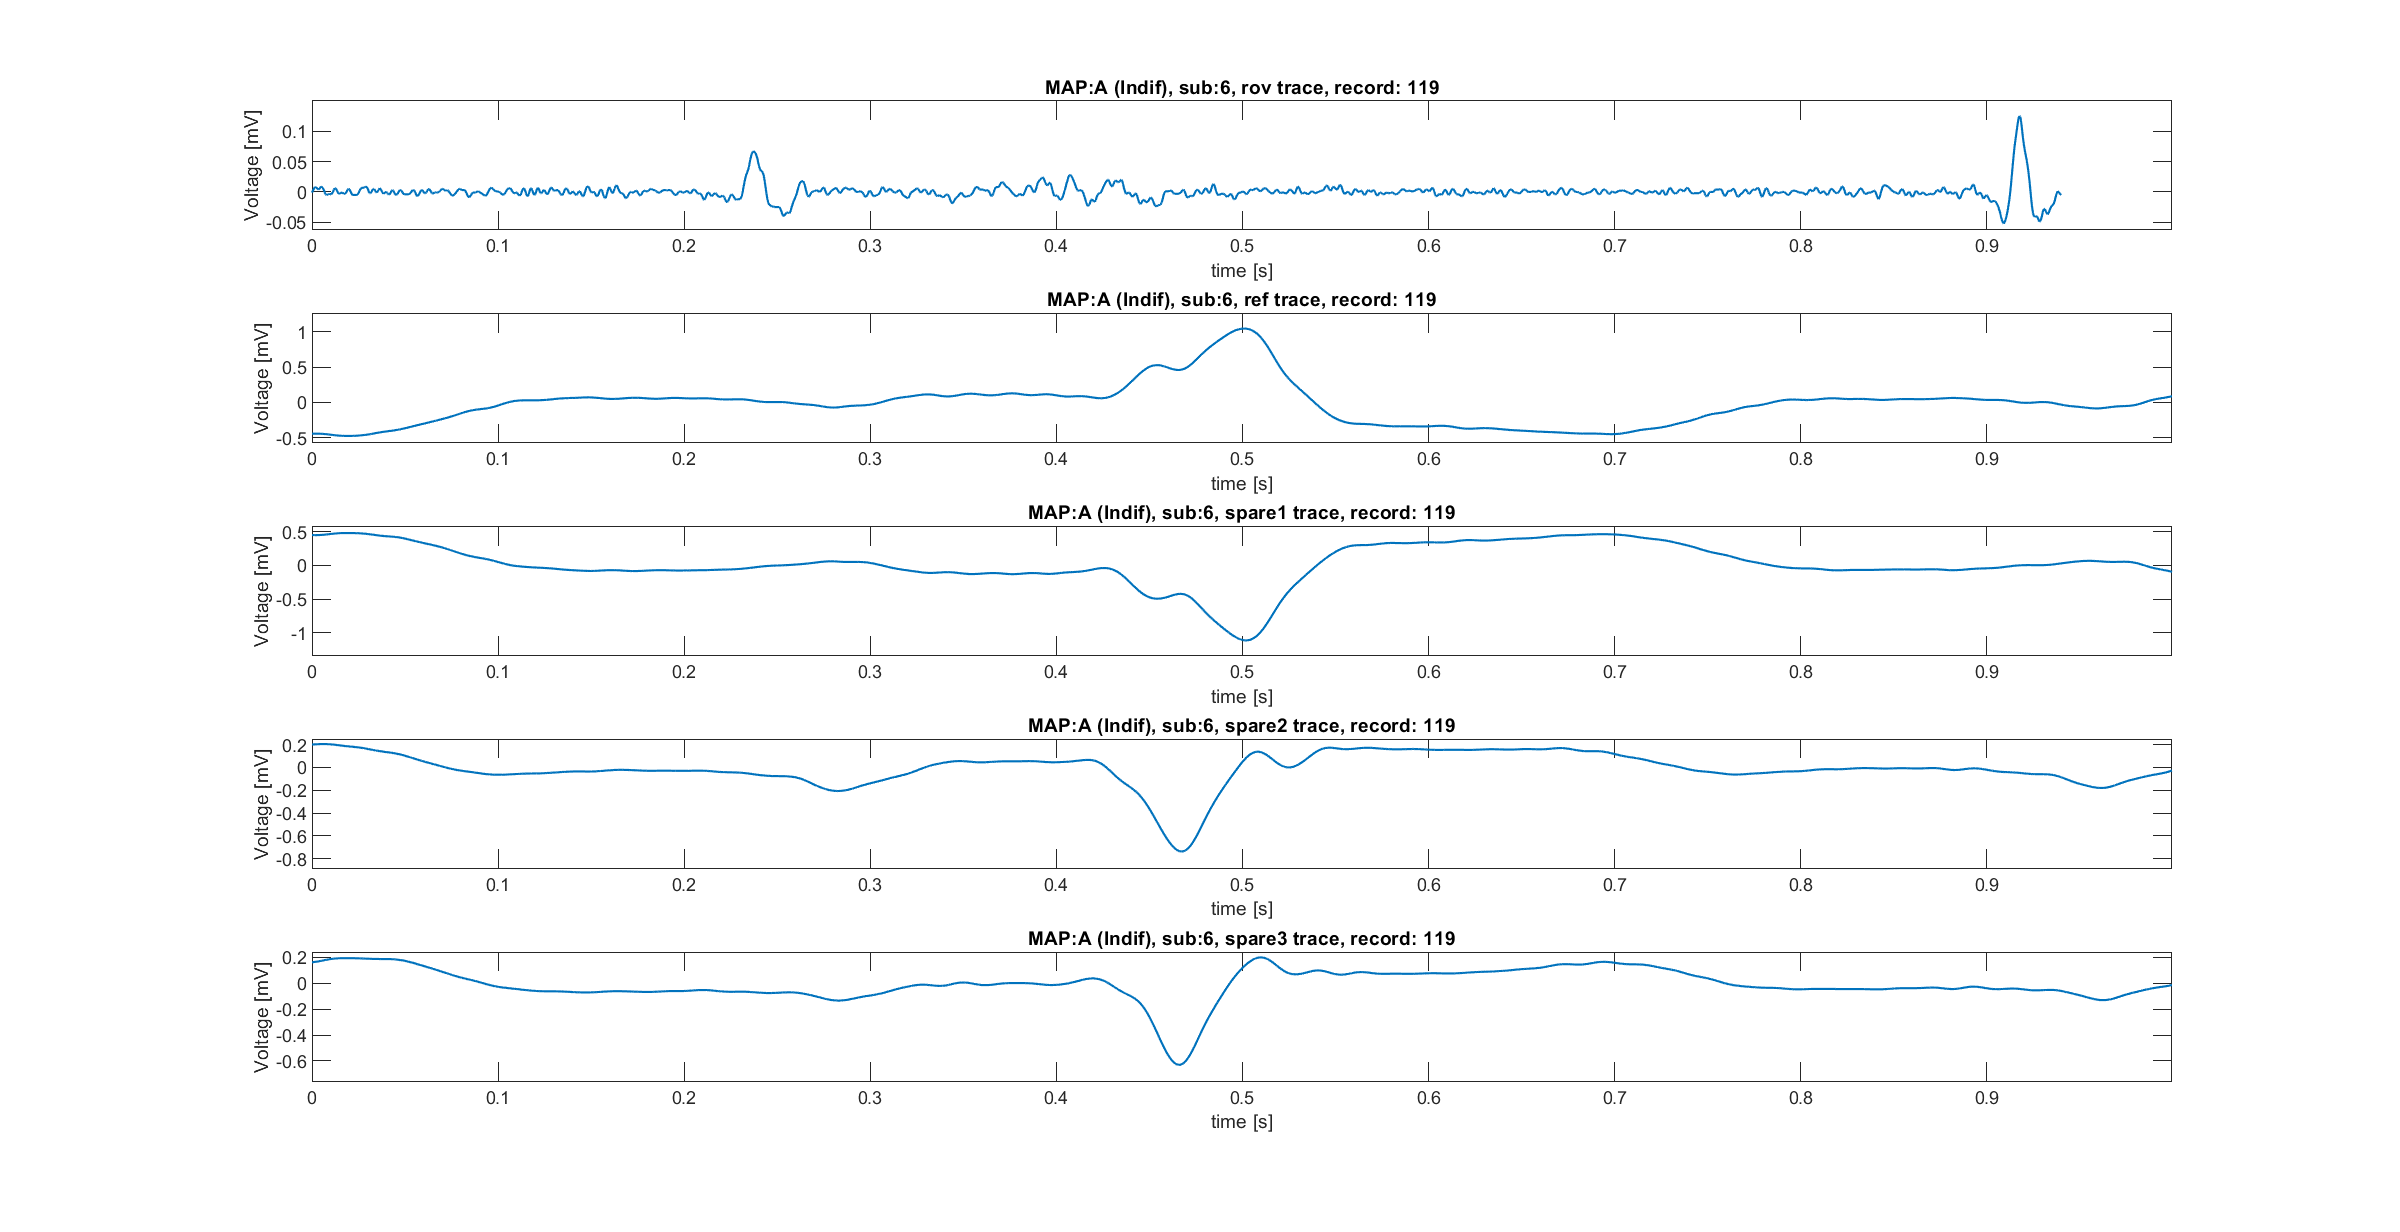 MAP:A (Indif), sub:6, rov trace, record: 119
Voltage [mV]
0.1
0.05
0
-0.05
0 0.1 0.2 0.3 0.4 0.5 0.6 0.7 0.8 0.9
time [s]
MAP:A (Indif), sub:6, ref trace, record: 119
Voltage [mV]
1
0.5
0
-0.5
0 0.1 0.2 0.3 0.4 0.5 0.6 0.7 0.8 0.9
time [s]
MAP:A (Indif), sub:6, spare1 trace, record: 119
Voltage [mV]
0.5
0
-0.5
-1
0 0.1 0.2 0.3 0.4 0.5 0.6 0.7 0.8 0.9
time [s]
MAP:A (Indif), sub:6, spare2 trace, record: 119
Voltage [mV]
0.2
0
-0.2
-0.4
-0.6
-0.8
0 0.1 0.2 0.3 0.4 0.5 0.6 0.7 0.8 0.9
time [s]
MAP:A (Indif), sub:6, spare3 trace, record: 119
Voltage [mV]
0.2
0
-0.2
-0.4
-0.6
0 0.1 0.2 0.3 0.4 0.5 0.6 0.7 0.8 0.9
time [s]